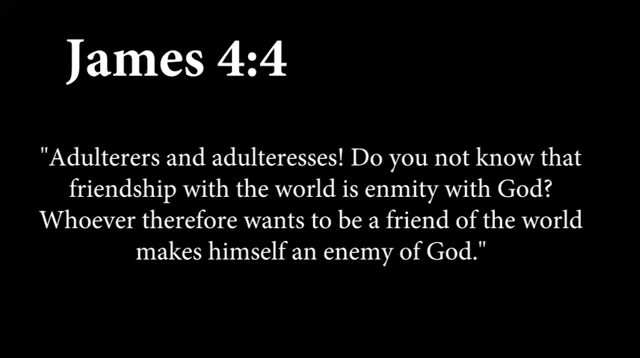 James 4:4
"Adulterers and adulteresses! Do you not know that
friendship with the world is enmity with God?
Whoever therefore wants to be a friend of the world
makes himself an enemy of God."